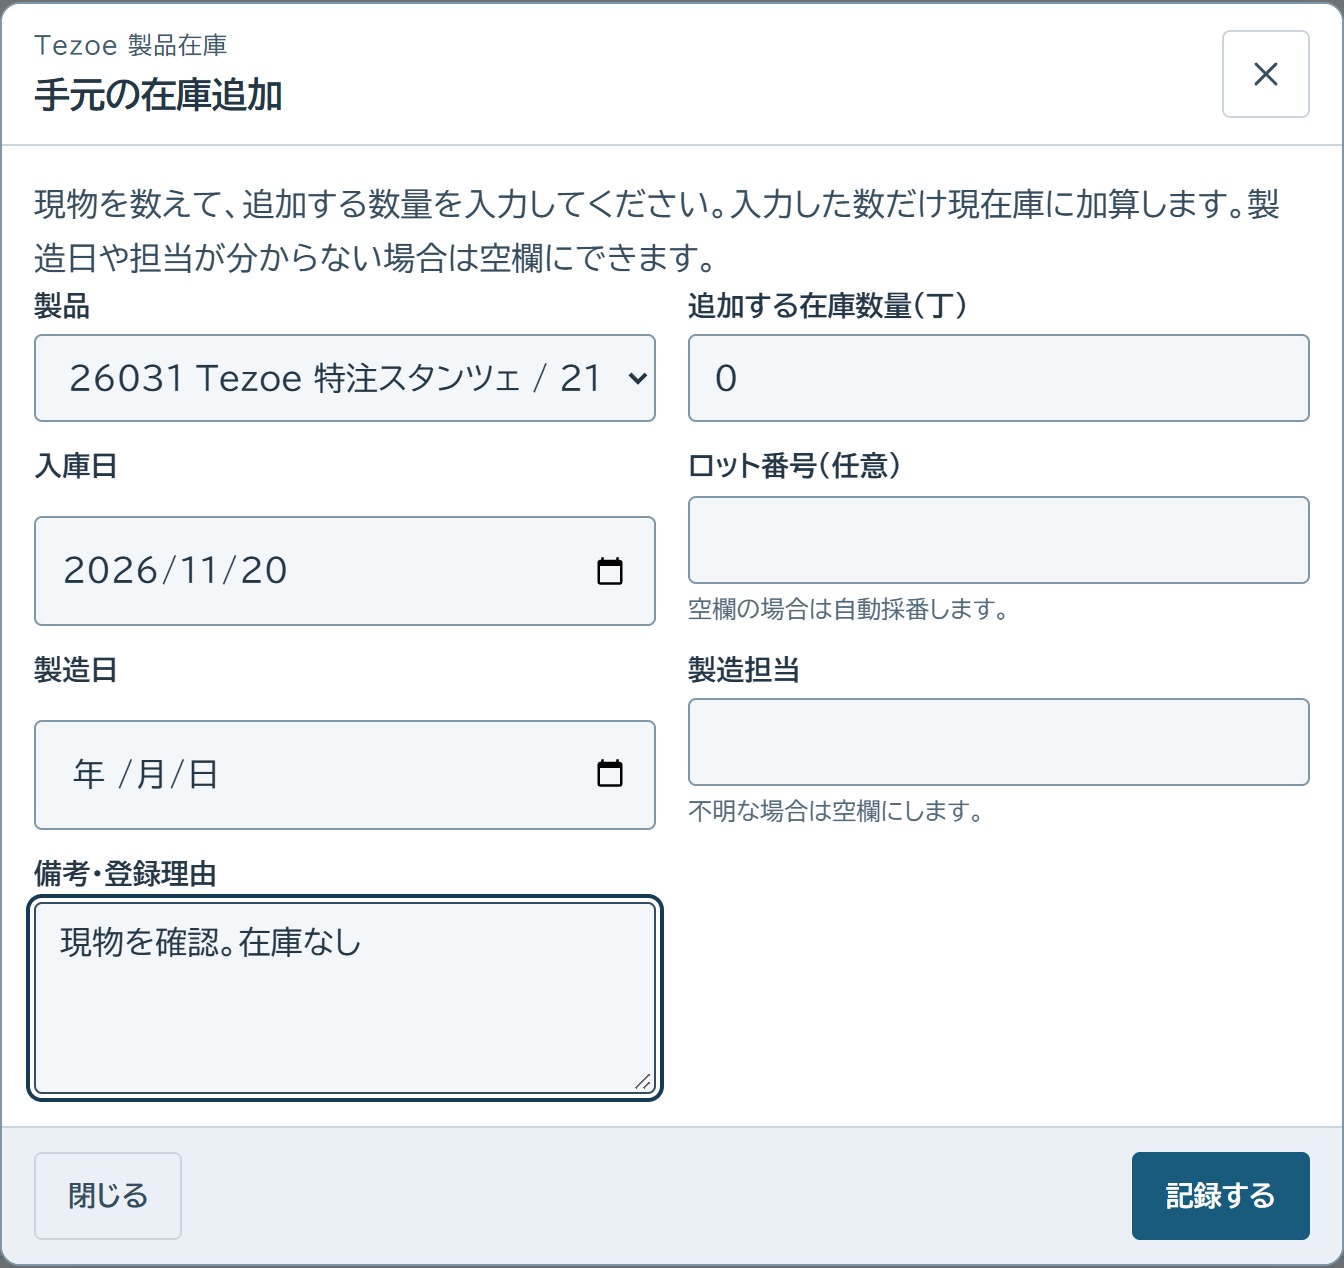 Tezoe 製品在庫
手元の在庫追加
現物を数えて、追加する数量を入力してください。入力した数だけ現在庫に加算します。製
造日や担当が分からない場合は空欄にできます。
製品
26031 Tezoe 特注スタンツェ / 21
追加する在庫数量(丁)
0
入庫日
2026/11/20
ロット番号(任意)
空欄の場合は自動採番します。
製造日
年 /月/日
製造担当
不明な場合は空欄にします。
備考・登録理由
現物を確認。在庫なし
閉じる
記録する